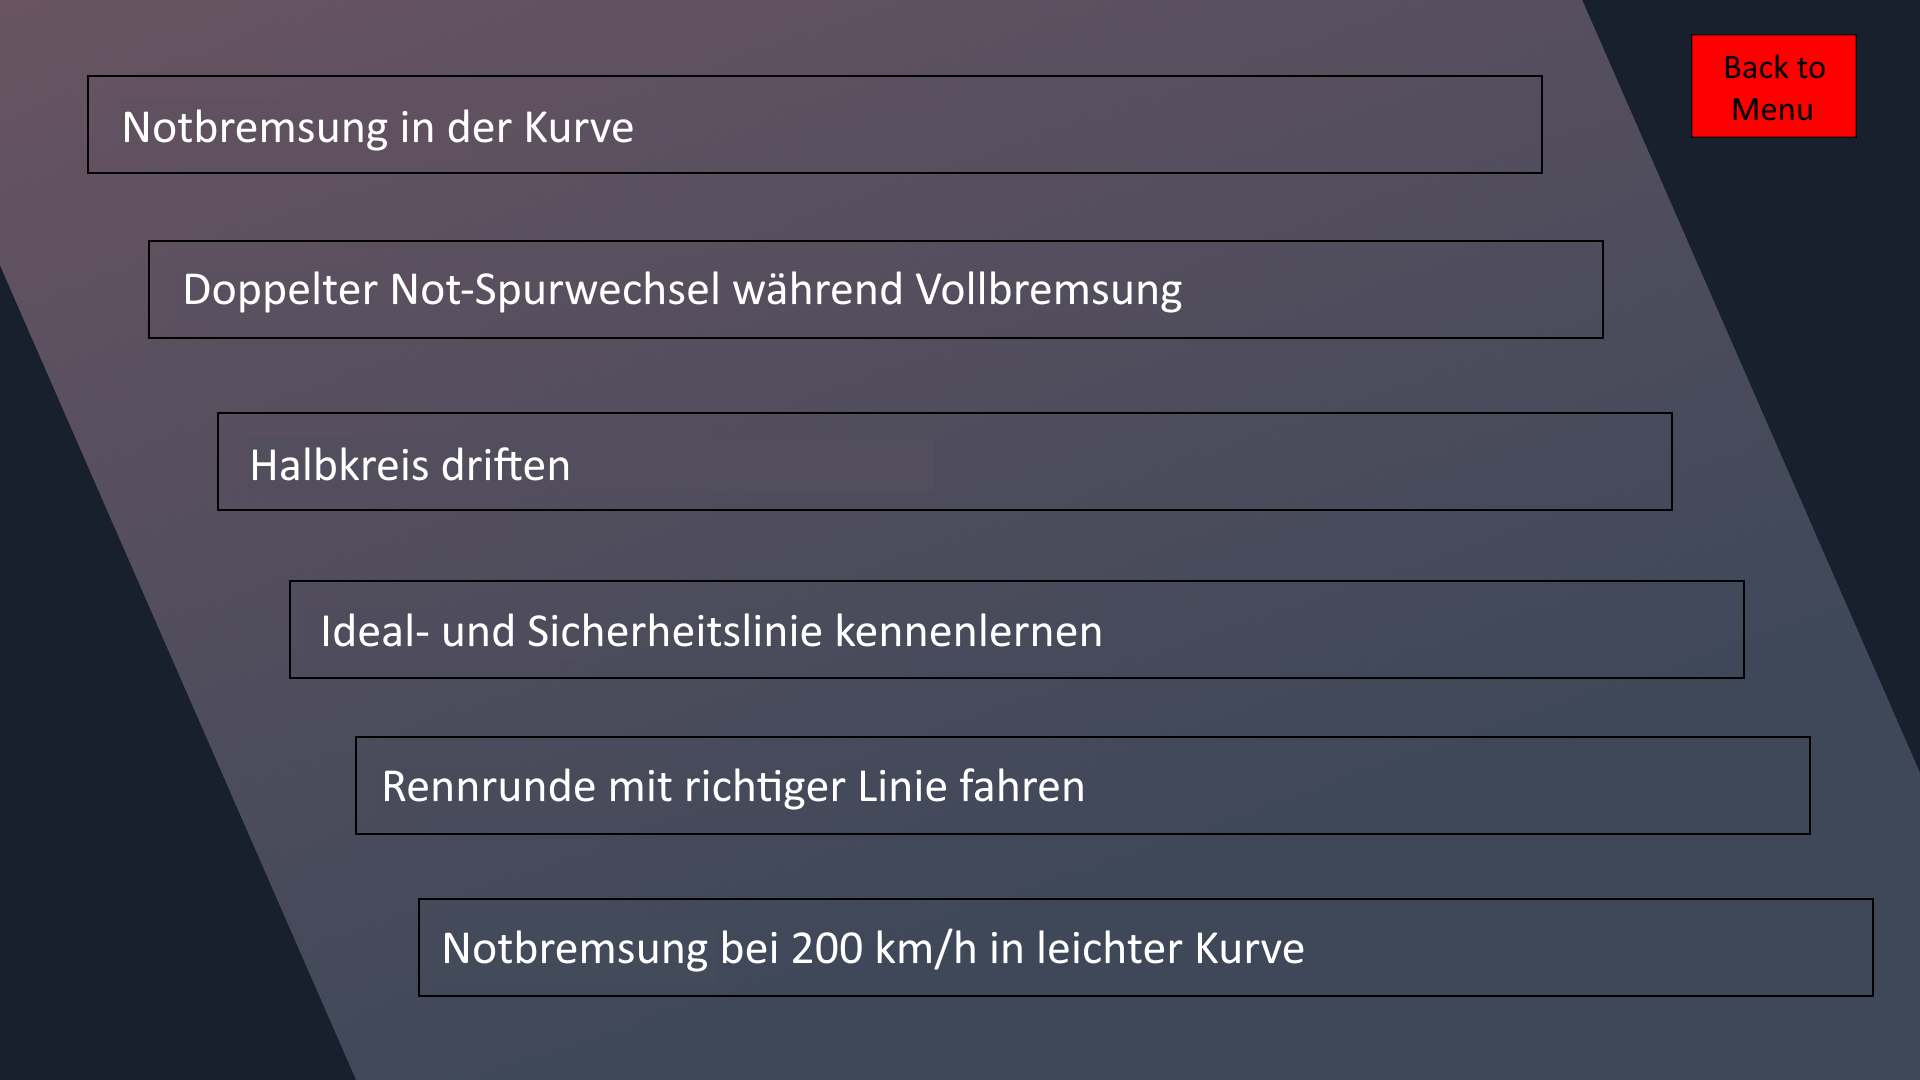 Back to
Menu
Notbremsung in der Kurve
Doppelter Not-Spurwechsel während Vollbremsung
Halbkreis driften
Ideal- und Sicherheitslinie kennenlernen
Rennrunde mit richtiger Linie fahren
Notbremsung bei 200 km/h in leichter Kurve